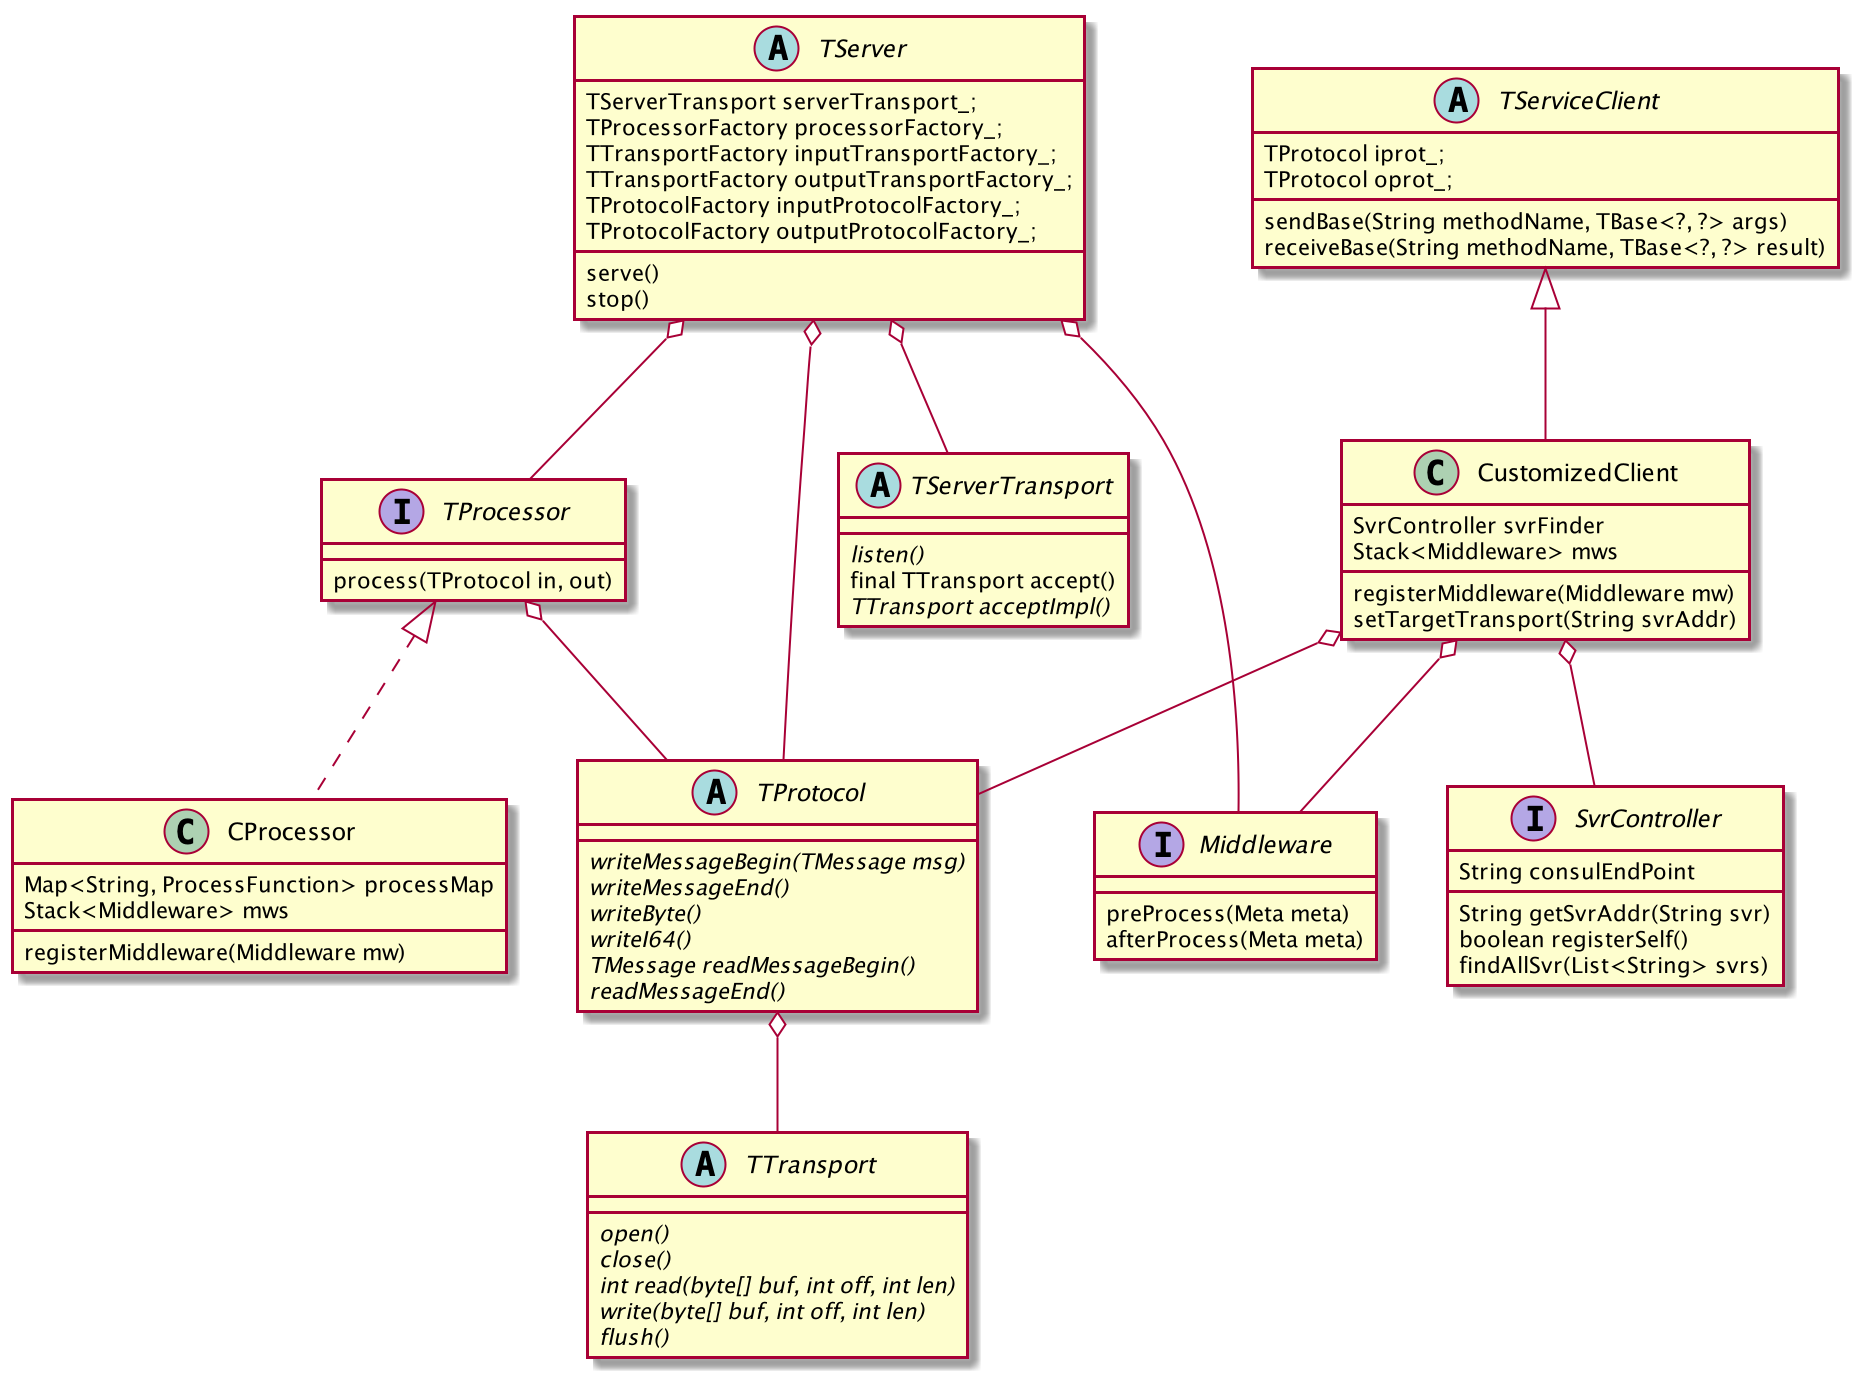 A TServer
TServerTransport serverTransport_;
TProcessorFactory processorFactory_;
TTransportFactory inputTransportFactory_;
TTransportFactory outputTransportFactory_;
TProtocolFactory inputProtocolFactory_;
TProtocolFactory outputProtocolFactory_;
serve()
stop()
A TServiceClient
TProtocol iprot_;
TProtocol oprot_;
sendBase(String methodName, TBase<?, ?> args)
receiveBase(String methodName, TBase<?, ?> result)
I TProcessor
process(TProtocol in, out)
A TServerTransport
listen()
final TTransport accept()
TTransport acceptImpl()
C CustomizedClient
SvrController svrFinder
Stack<Middleware> mws
registerMiddleware(Middleware mw)
setTargetTransport(String svrAddr)
C CProcessor
Map<String, ProcessFunction> processMap
Stack<Middleware> mws
registerMiddleware(Middleware mw)
A TProtocol
writeMessageBegin(TMessage msg)
writeMessageEnd()
writeByte()
writeI64()
TMessage readMessageBegin()
readMessageEnd()
I Middleware
preProcess(Meta meta)
afterProcess(Meta meta)
I SvrController
String consulEndPoint
String getSvrAddr(String svr)
boolean registerSelf()
findAllSvr(List<String> svrs)
A TTransport
open()
close()
int read(byte[] buf, int off, int len)
write(byte[] buf, int off, int len)
flush()